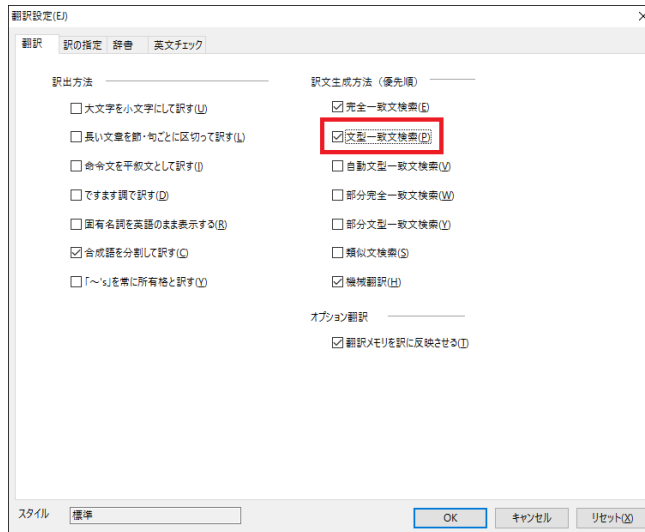 翻訳設定(EJ)
翻訳 訳の指定 辞書 英文チェック
訳出方法
大文字を小文字にして訳す(U)
長い文章を節・句ごとに区切って訳す(L)
命令文を平叙文として訳す(I)
ですます調で訳す(D)
固有名詞を英語のまま表示する(R)
合成語を分割して訳す(C)
「～'s」を常に所有格と訳す(Y)
訳文生成方法（優先順）
完全一致文検索(E)
文型一致文検索(P)
自動文型一致文検索(V)
部分完全一致文検索(W)
部分文型一致文検索(Y)
類似文検索(S)
機械翻訳(H)
オプション翻訳
翻訳メモリを訳に反映させる(T)
スタイル 標準
OK キャンセル リセット(X)